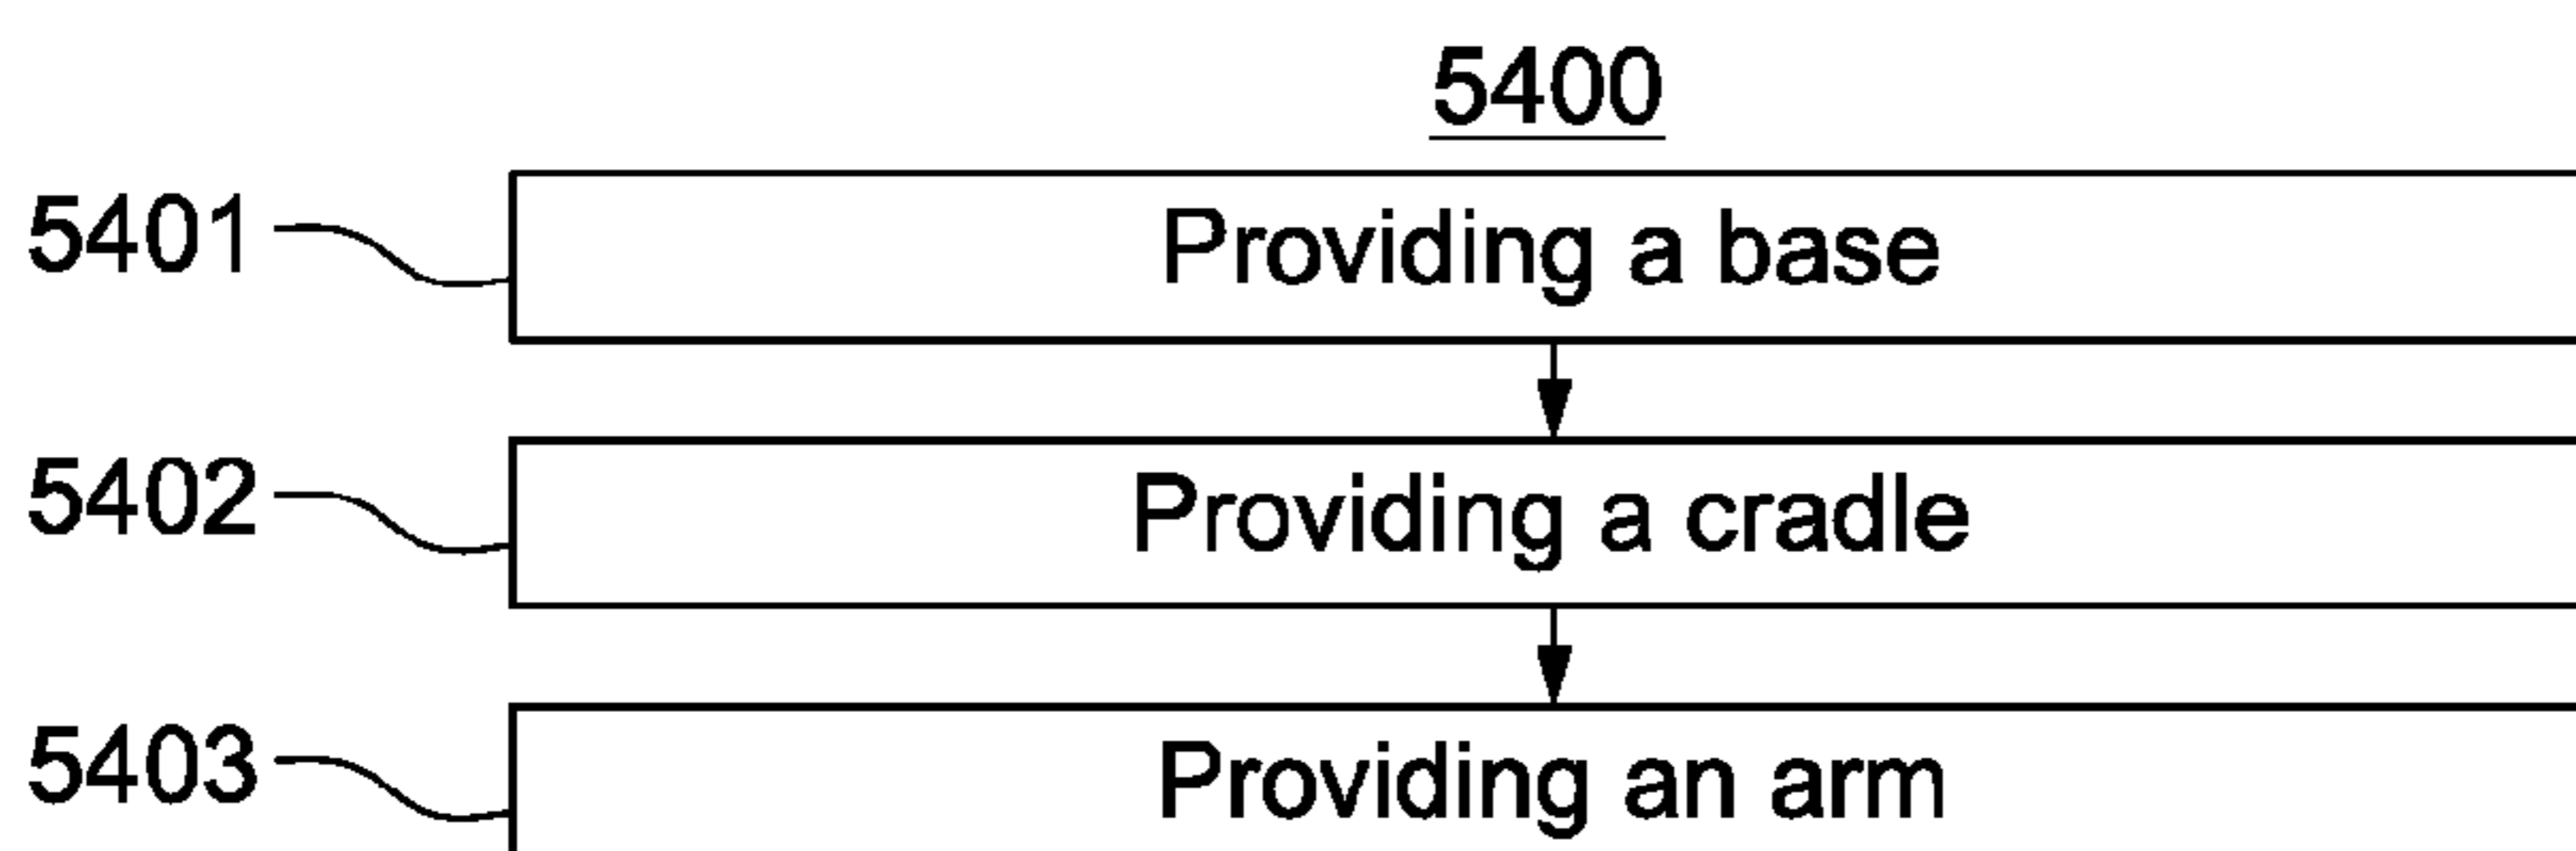 5400
5401 Providing a base
5402 Providing a cradle
5403 Providing an arm